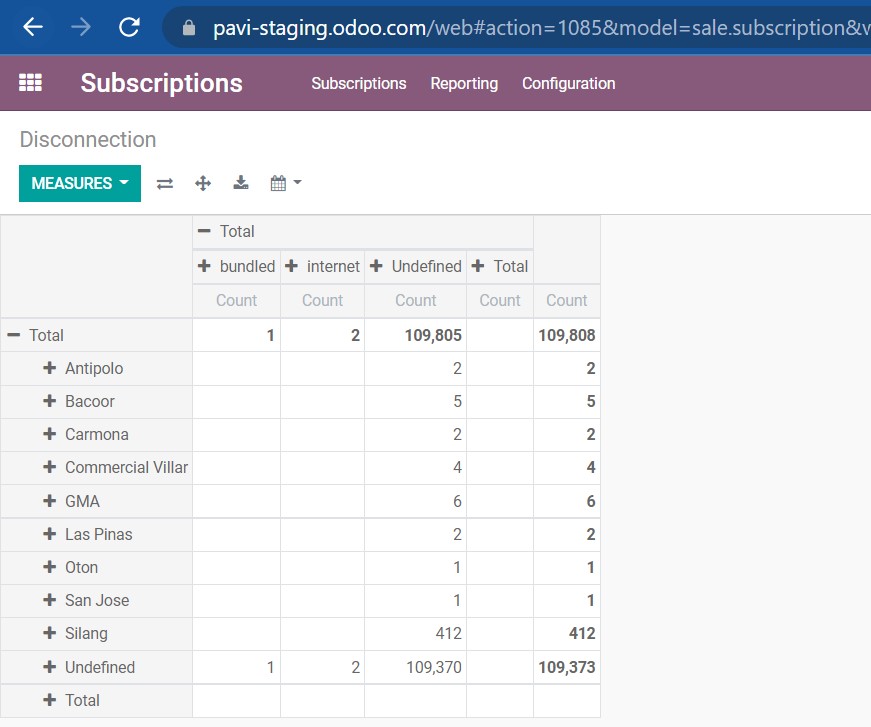 pavi-staging.odoo.com/web#action=1085&model=sale.subscription&v
Subscriptions Subscriptions Reporting Configuration
Disconnection
MEASURES
Total
bundled internet Undefined Total
Count Count Count Count Count
Total 1 2 109,805 109,808
Antipolo 2 2
Bacoor 5 5
Carmona 2 2
Commercial Villar 4 4
GMA 6 6
Las Pinas 2 2
Oton 1 1
San Jose 1 1
Silang 412 412
Undefined 1 2 109,370 109,373
Total